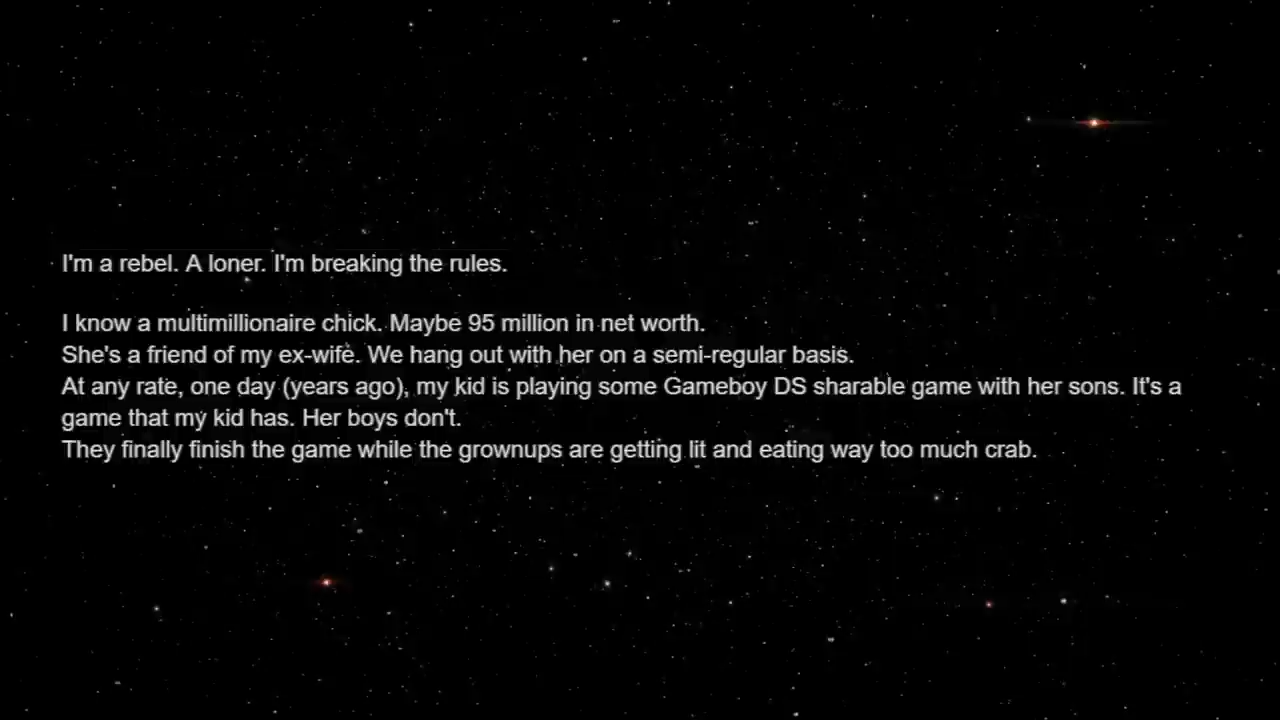 I'm a rebel. A loner. I'm breaking the rules.
I know a multimillionaire chick. Maybe 95 million in net worth.
She's a friend of my ex-wife. We hang out with her on a semi-regular basis.
At any rate, one day (years ago), my kid is playing some Gameboy DS sharable game with her sons. It's a
game that my kid has. Her boys don't.
They finally finish the game while the grownups are getting lit and eating way too much crab.